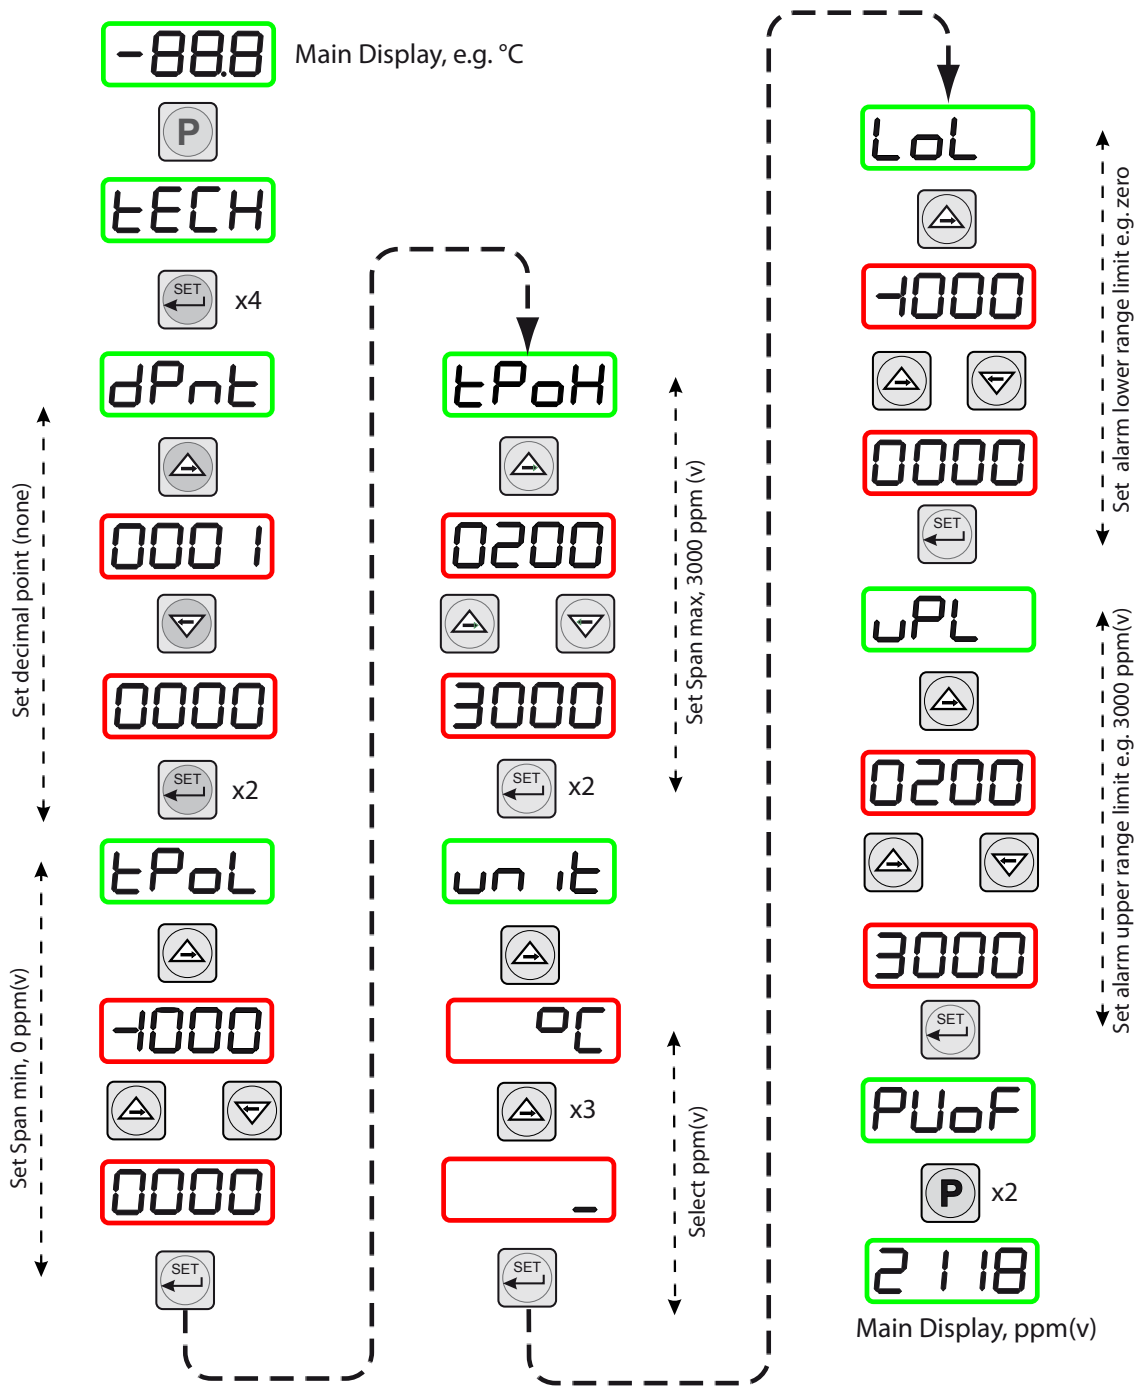 -88.8
Main Display, e.g. °C
P
tECH
SET
x4
Set decimal point (none)
dPnt
0001
0000
SET
x2
Set Span min, 0 ppm(v)
tPoL
-1000
0000
SET
tPoH
0200
3000
SET
x2
Set Span max, 3000 ppm (v)
unit
°C
x3
_
SET
Select ppm(v)
LoL
-1000
0000
SET
Set alarm lower range limit e.g. zero
uPL
0200
3000
SET
Set alarm upper range limit e.g. 3000 ppm(v)
PUoF
P
x2
2118
Main Display, ppm(v)